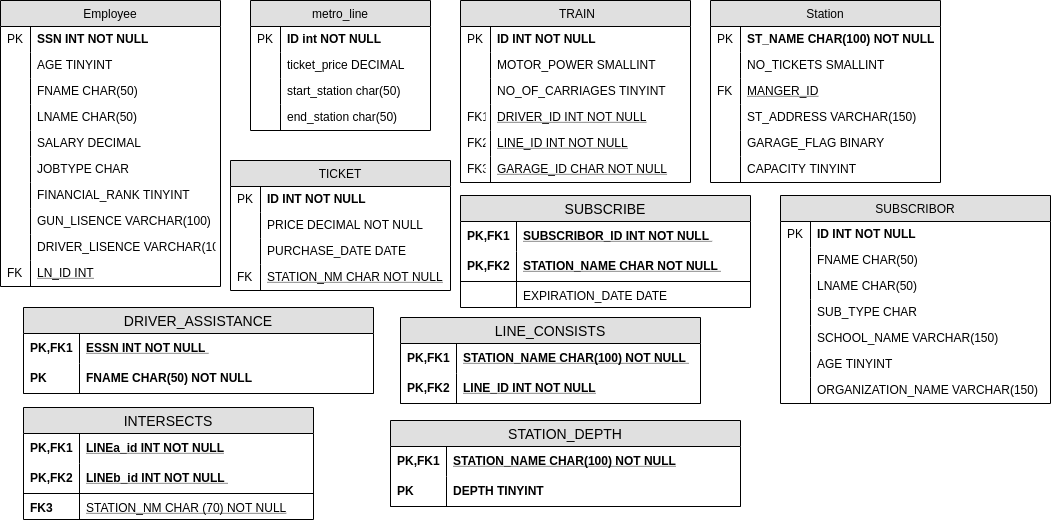 Employee
PK SSN INT NOT NULL
AGE TINYINT
FNAME CHAR(50)
LNAME CHAR(50)
SALARY DECIMAL
JOBTYPE CHAR
FINANCIAL_RANK TINYINT
GUN_LISENCE VARCHAR(100)
DRIVER_LISENCE VARCHAR(10
FK LN_ID INT
metro_line
PK ID int NOT NULL
ticket_price DECIMAL
start_station char(50)
end_station char(50)
TRAIN
PK ID INT NOT NULL
MOTOR_POWER SMALLINT
NO_OF_CARRIAGES TINYINT
FK1 DRIVER_ID INT NOT NULL
FK2 LINE_ID INT NOT NULL
FK3 GARAGE_ID CHAR NOT NULL
Station
PK ST_NAME CHAR(100) NOT NULL
NO_TICKETS SMALLINT
FK MANGER_ID
ST_ADDRESS VARCHAR(150)
GARAGE_FLAG BINARY
CAPACITY TINYINT
TICKET
PK ID INT NOT NULL
PRICE DECIMAL NOT NULL
PURCHASE_DATE DATE
FK STATION_NM CHAR NOT NULL
SUBSCRIBE
PK,FK1 SUBSCRIBOR_ID INT NOT NULL
PK,FK2 STATION_NAME CHAR NOT NULL
EXPIRATION_DATE DATE
SUBSCRIBOR
PK ID INT NOT NULL
FNAME CHAR(50)
LNAME CHAR(50)
SUB_TYPE CHAR
SCHOOL_NAME VARCHAR(150)
AGE TINYINT
ORGANIZATION_NAME VARCHAR(150)
DRIVER_ASSISTANCE
PK,FK1 ESSN INT NOT NULL
PK FNAME CHAR(50) NOT NULL
LINE_CONSISTS
PK,FK1 STATION_NAME CHAR(100) NOT NULL
PK,FK2 LINE_ID INT NOT NULL
INTERSECTS
PK,FK1 LINEa_id INT NOT NULL
PK,FK2 LINEb_id INT NOT NULL
FK3 STATION_NM CHAR (70) NOT NULL
STATION_DEPTH
PK,FK1 STATION_NAME CHAR(100) NOT NULL
PK DEPTH TINYINT